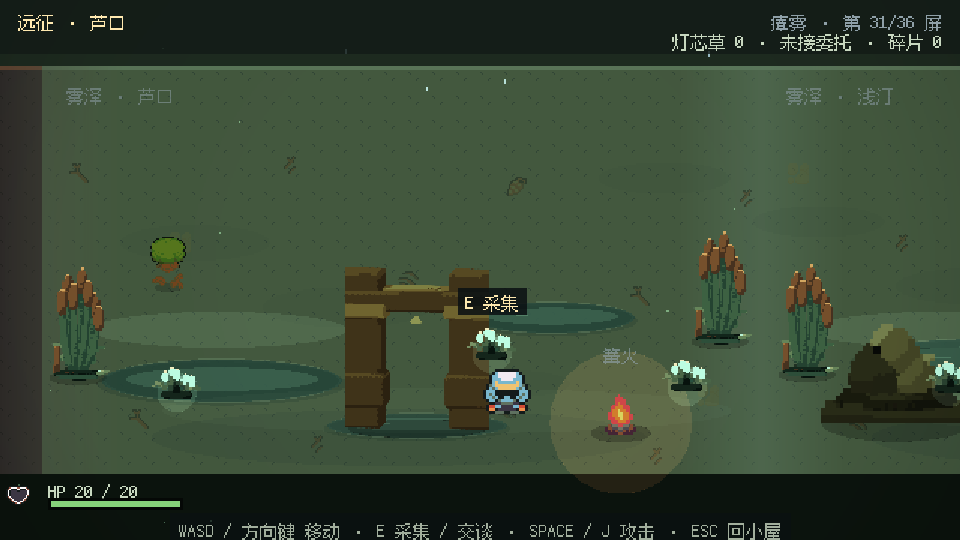 远征 · 芦口
瘴雾 · 第 31/36 屏
灯芯草 0 · 未接委托 · 碎片 0
雾泽 · 芦口
雾泽 · 浅汀
E 采集
篝火
HP 20 / 20
WASD / 方向键 移动 · E 采集 / 交谈 · SPACE / J 攻击 · ESC 回小屋